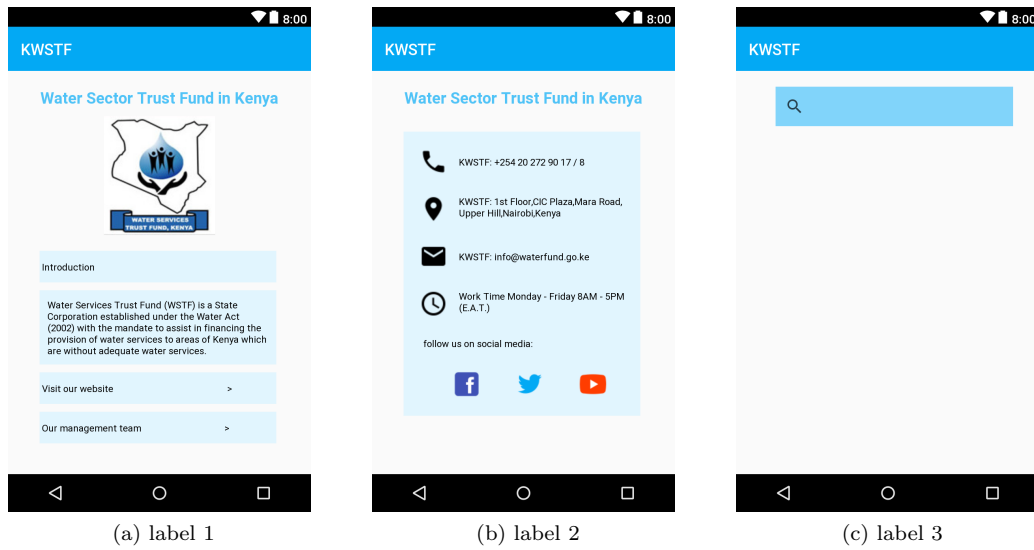 8:00
KWSTF
Water Sector Trust Fund in Kenya
WATER SERVICES
TRUST FUND, KENYA
Introduction
Water Services Trust Fund (WSTF) is a State
Corporation established under the Water Act
(2002) with the mandate to assist in financing the
provision of water services to areas of Kenya which
are without adequate water services.
Visit our website >
Our management team >
(a) label 1
8:00
KWSTF
Water Sector Trust Fund in Kenya
KWSTF: +254 20 272 90 17 / 8
KWSTF: 1st Floor,CIC Plaza,Mara Road,
Upper Hill,Nairobi,Kenya
KWSTF: info@waterfund.go.ke
Work Time Monday - Friday 8AM - 5PM
(E.A.T.)
follow us on social media:
f
(b) label 2
8:00
KWSTF
(c) label 3